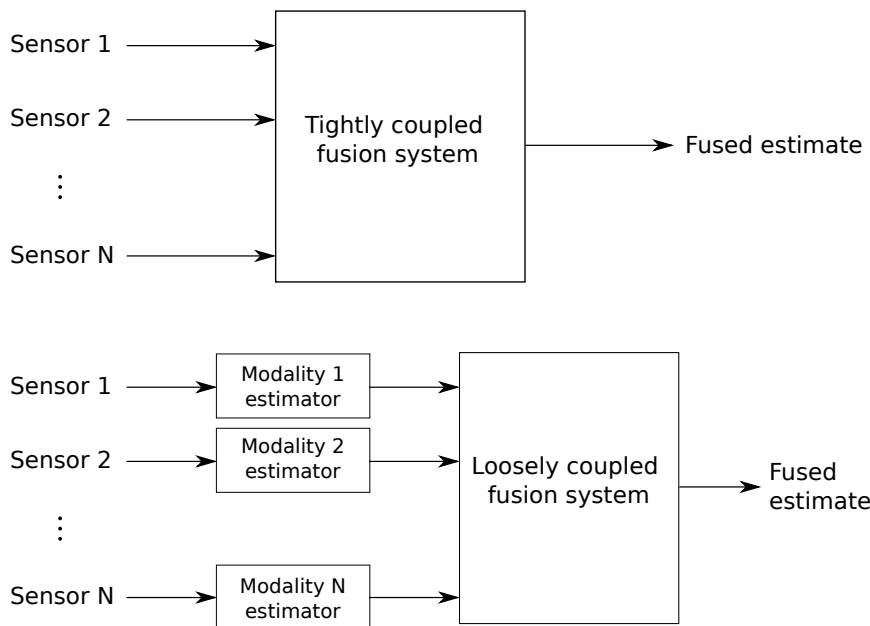 Sensor 1
Sensor 2
⋮
Sensor N
Tightly coupled
fusion system
Fused estimate
Sensor 1
Sensor 2
⋮
Sensor N
Modality 1
estimator
Modality 2
estimator
Modality N
estimator
Loosely coupled
fusion system
Fused
estimate